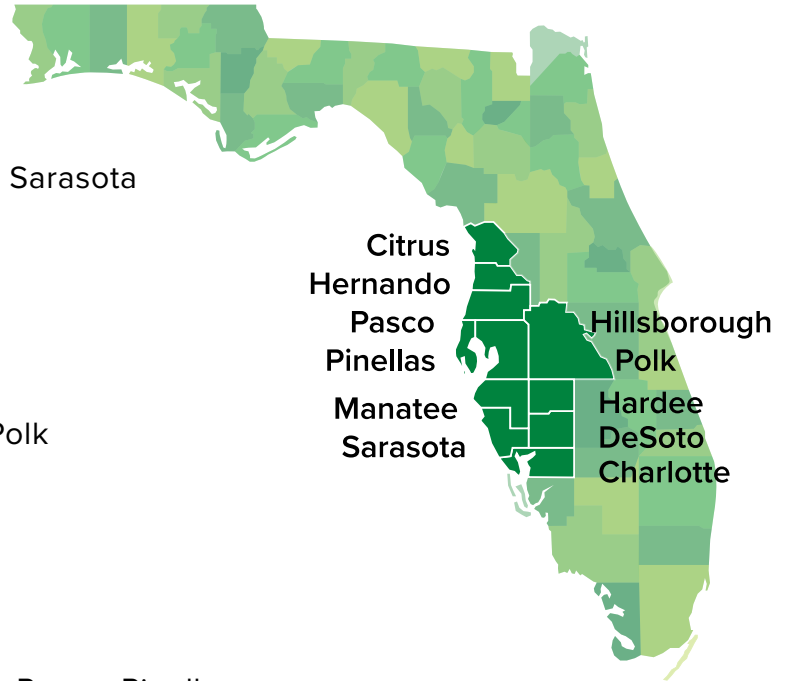 Sarasota
Citrus
Hernando
Pasco
Hillsborough
Pinellas
Polk
Manatee
Hardee
Sarasota
DeSoto
Charlotte
Polk